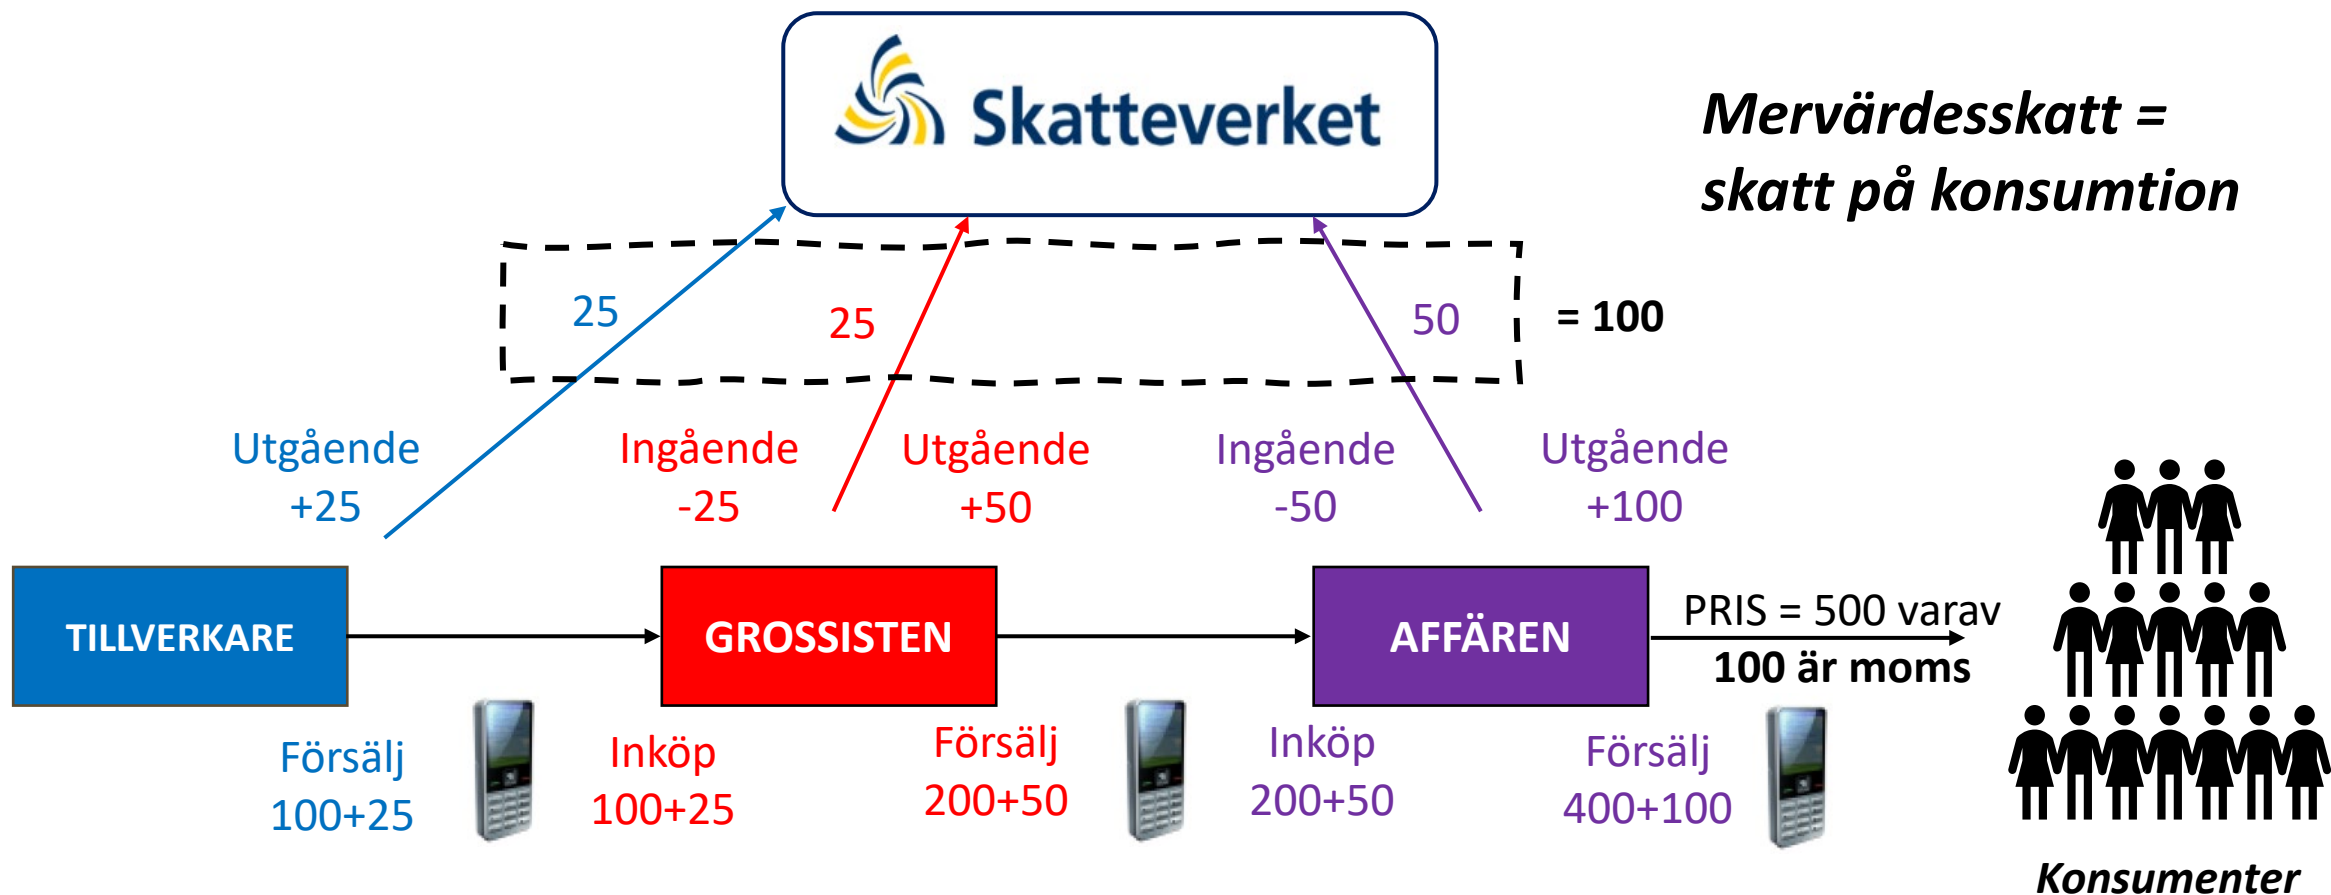 Skatteverket
Mervärdesskatt =
skatt på konsumtion
25
25
50
= 100
Utgående
+25
Ingående
-25
Utgående
+50
Ingående
-50
Utgående
+100
TILLVERKARE
GROSSISTEN
AFFÄREN
PRIS = 500 varav
100 är moms
Försälj
100+25
Inköp
100+25
Försälj
200+50
Inköp
200+50
Försälj
400+100
Konsumenter